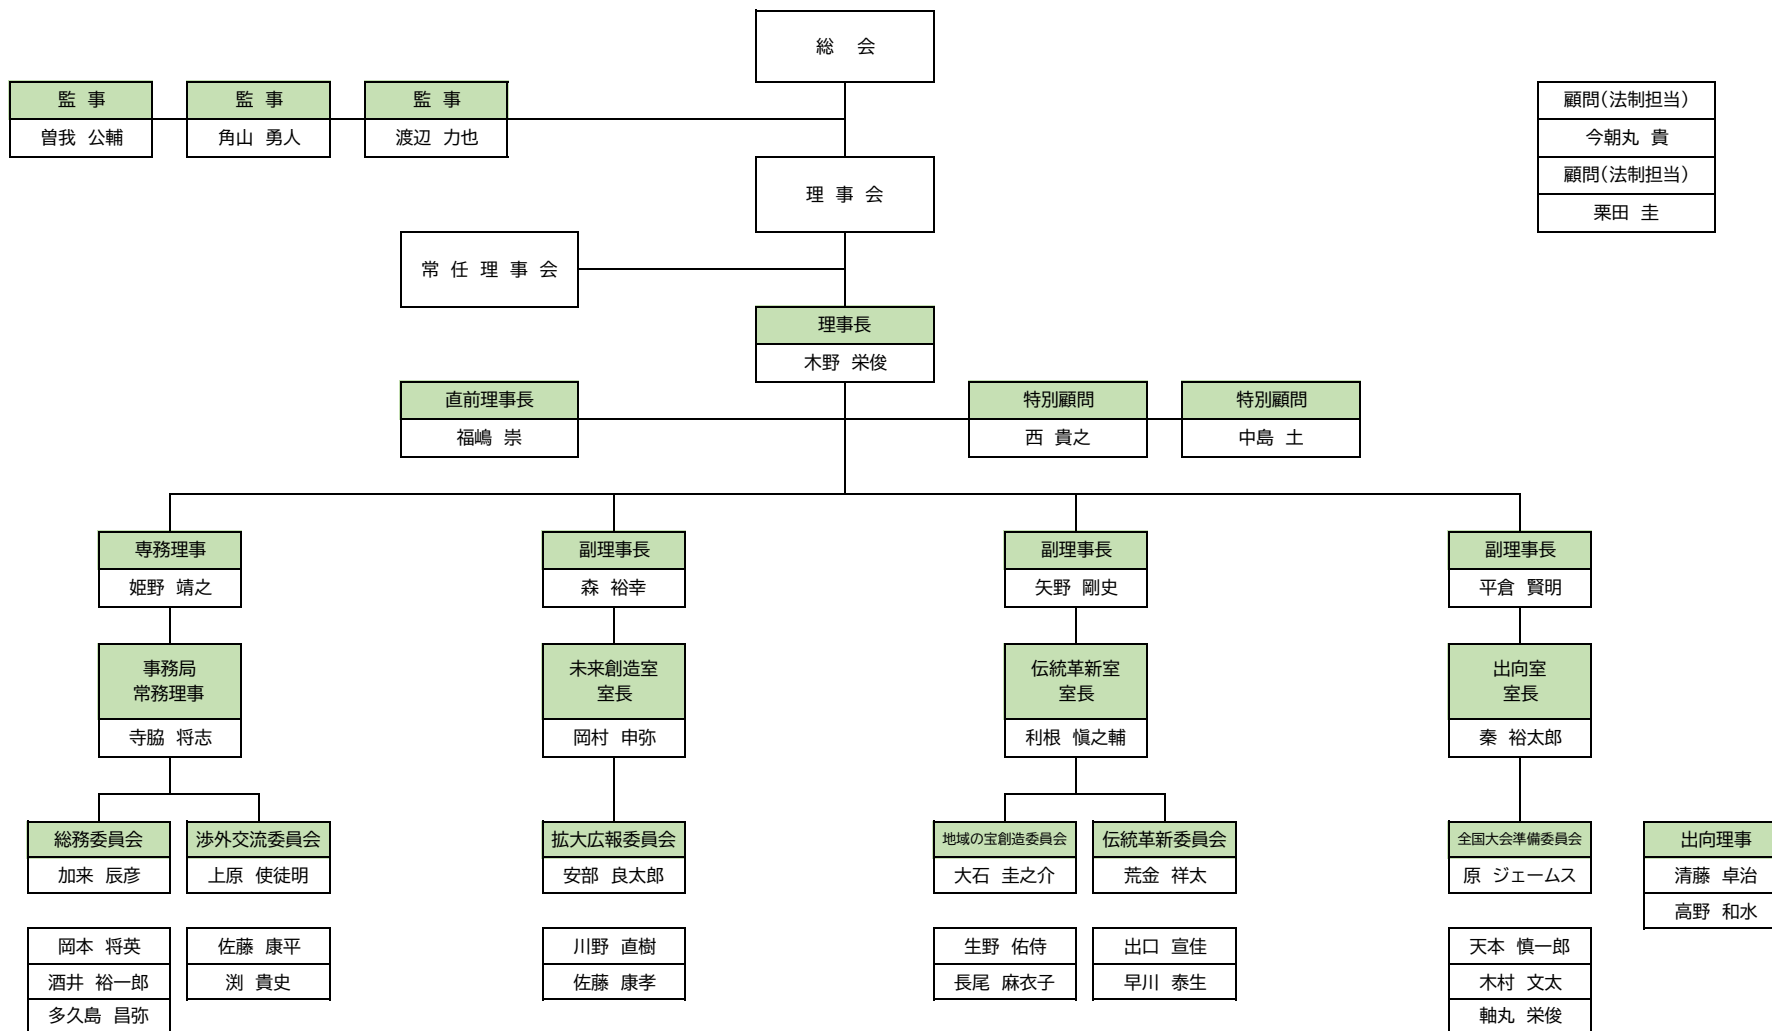 総 会
監 事
監 事
監 事
曽我 公輔
角山 勇人
渡辺 力也
顧問(法制担当)
今朝丸 貴
顧問(法制担当)
栗田 圭
理 事 会
常 任 理 事 会
理事長
木野 栄俊
直前理事長
福嶋 崇
特別顧問
西 貴之
特別顧問
中島 土
専務理事
姫野 靖之
副理事長
森 裕幸
副理事長
矢野 剛史
副理事長
平倉 賢明
事務局
常務理事
寺脇 将志
未来創造室
室長
岡村 申弥
伝統革新室
室長
利根 愼之輔
出向室
室長
秦 裕太郎
総務委員会
加来 辰彦
渉外交流委員会
上原 使徒明
拡大広報委員会
安部 良太郎
地域の宝創造委員会
大石 圭之介
伝統革新委員会
荒金 祥太
全国大会準備委員会
原 ジェームス
出向理事
清藤 卓治
高野 和水
岡本 将英
酒井 裕一郎
多久島 昌弥
佐藤 康平
渕 貴史
川野 直樹
佐藤 康孝
生野 佑侍
長尾 麻衣子
出口 宣佳
早川 泰生
天本 慎一郎
木村 文太
軸丸 栄俊